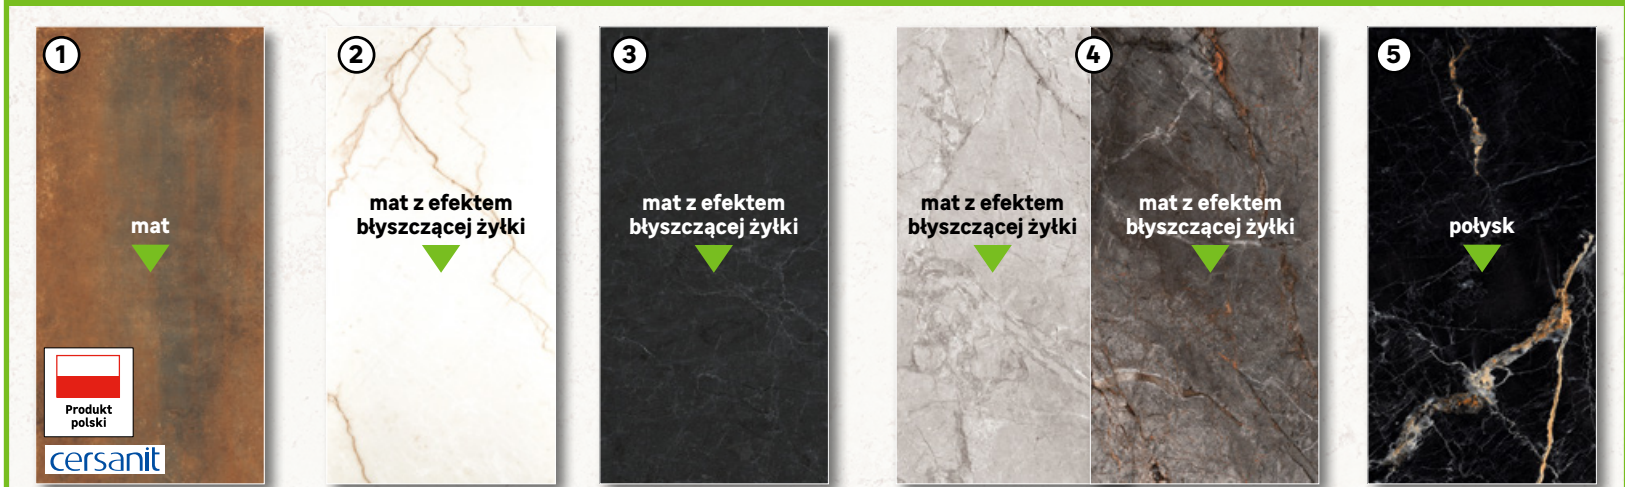 1
mat
Produkt
polski
cersanit
2
mat z efektem
błyszczącej żyłki
3
mat z efektem
błyszczącej żyłki
4
mat z efektem
błyszczącej żyłki
mat z efektem
błyszczącej żyłki
5
połysk